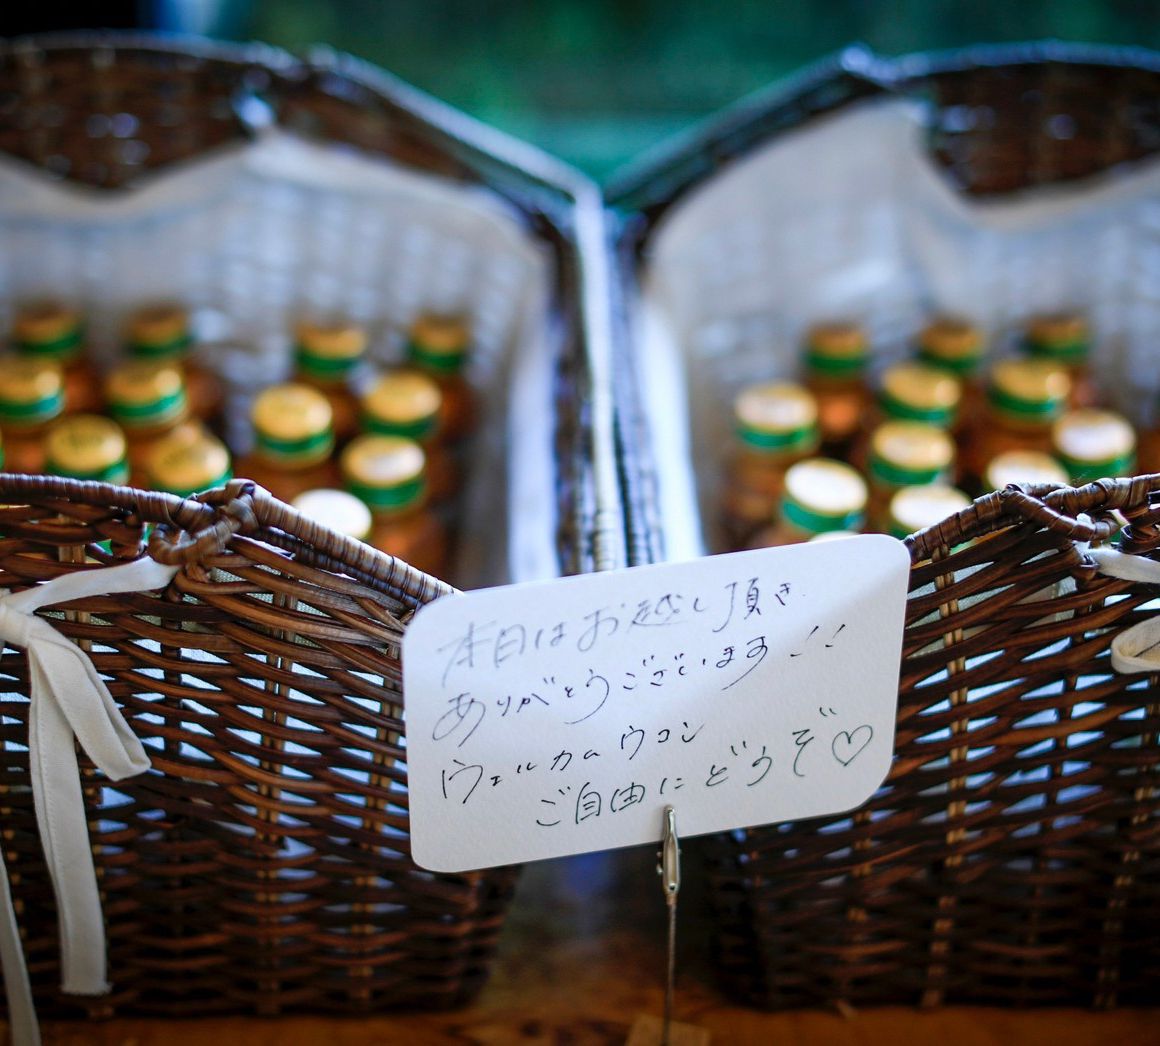 本日はお越し頂き
ありがとうございます!!
ウェルカムウコン
ご自由にどうぞ♡